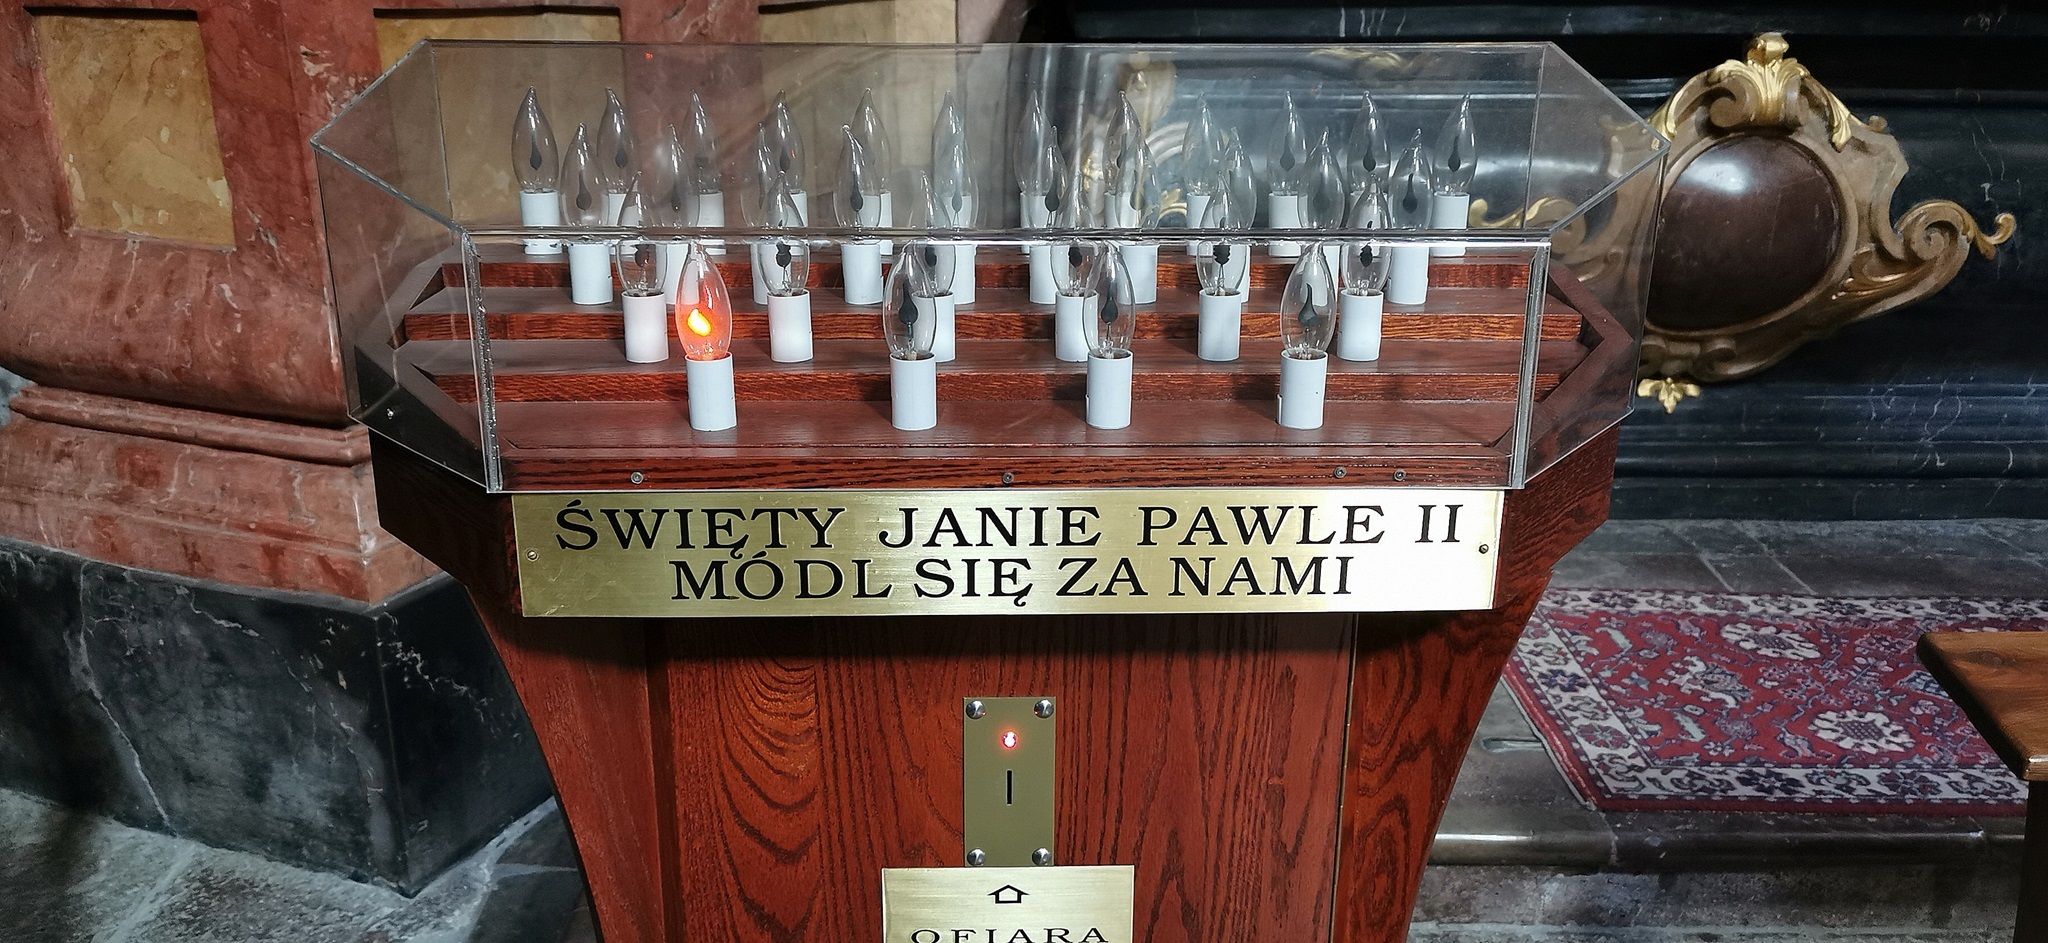 ŚWIĘTY JANIE PAWLE II
MÓDL SIĘ ZA NAMI
OFIARA